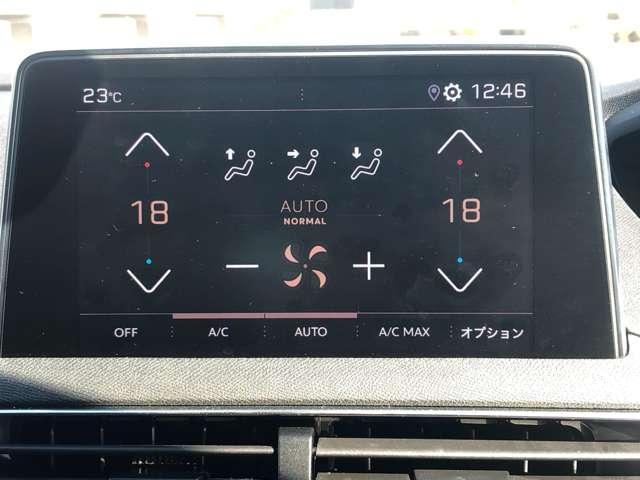 23°C 12:46
18 18
AUTO
NORMAL
OFF A/C AUTO A/C MAX オプション